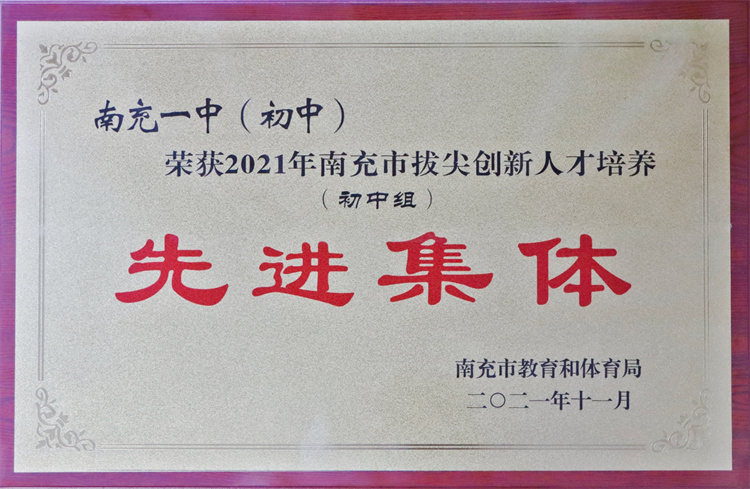 南充一中（初中）
荣获2021年南充市拔尖创新人才培养
（初中组）
先进集体
南充市教育和体育局
二〇二一年十一月